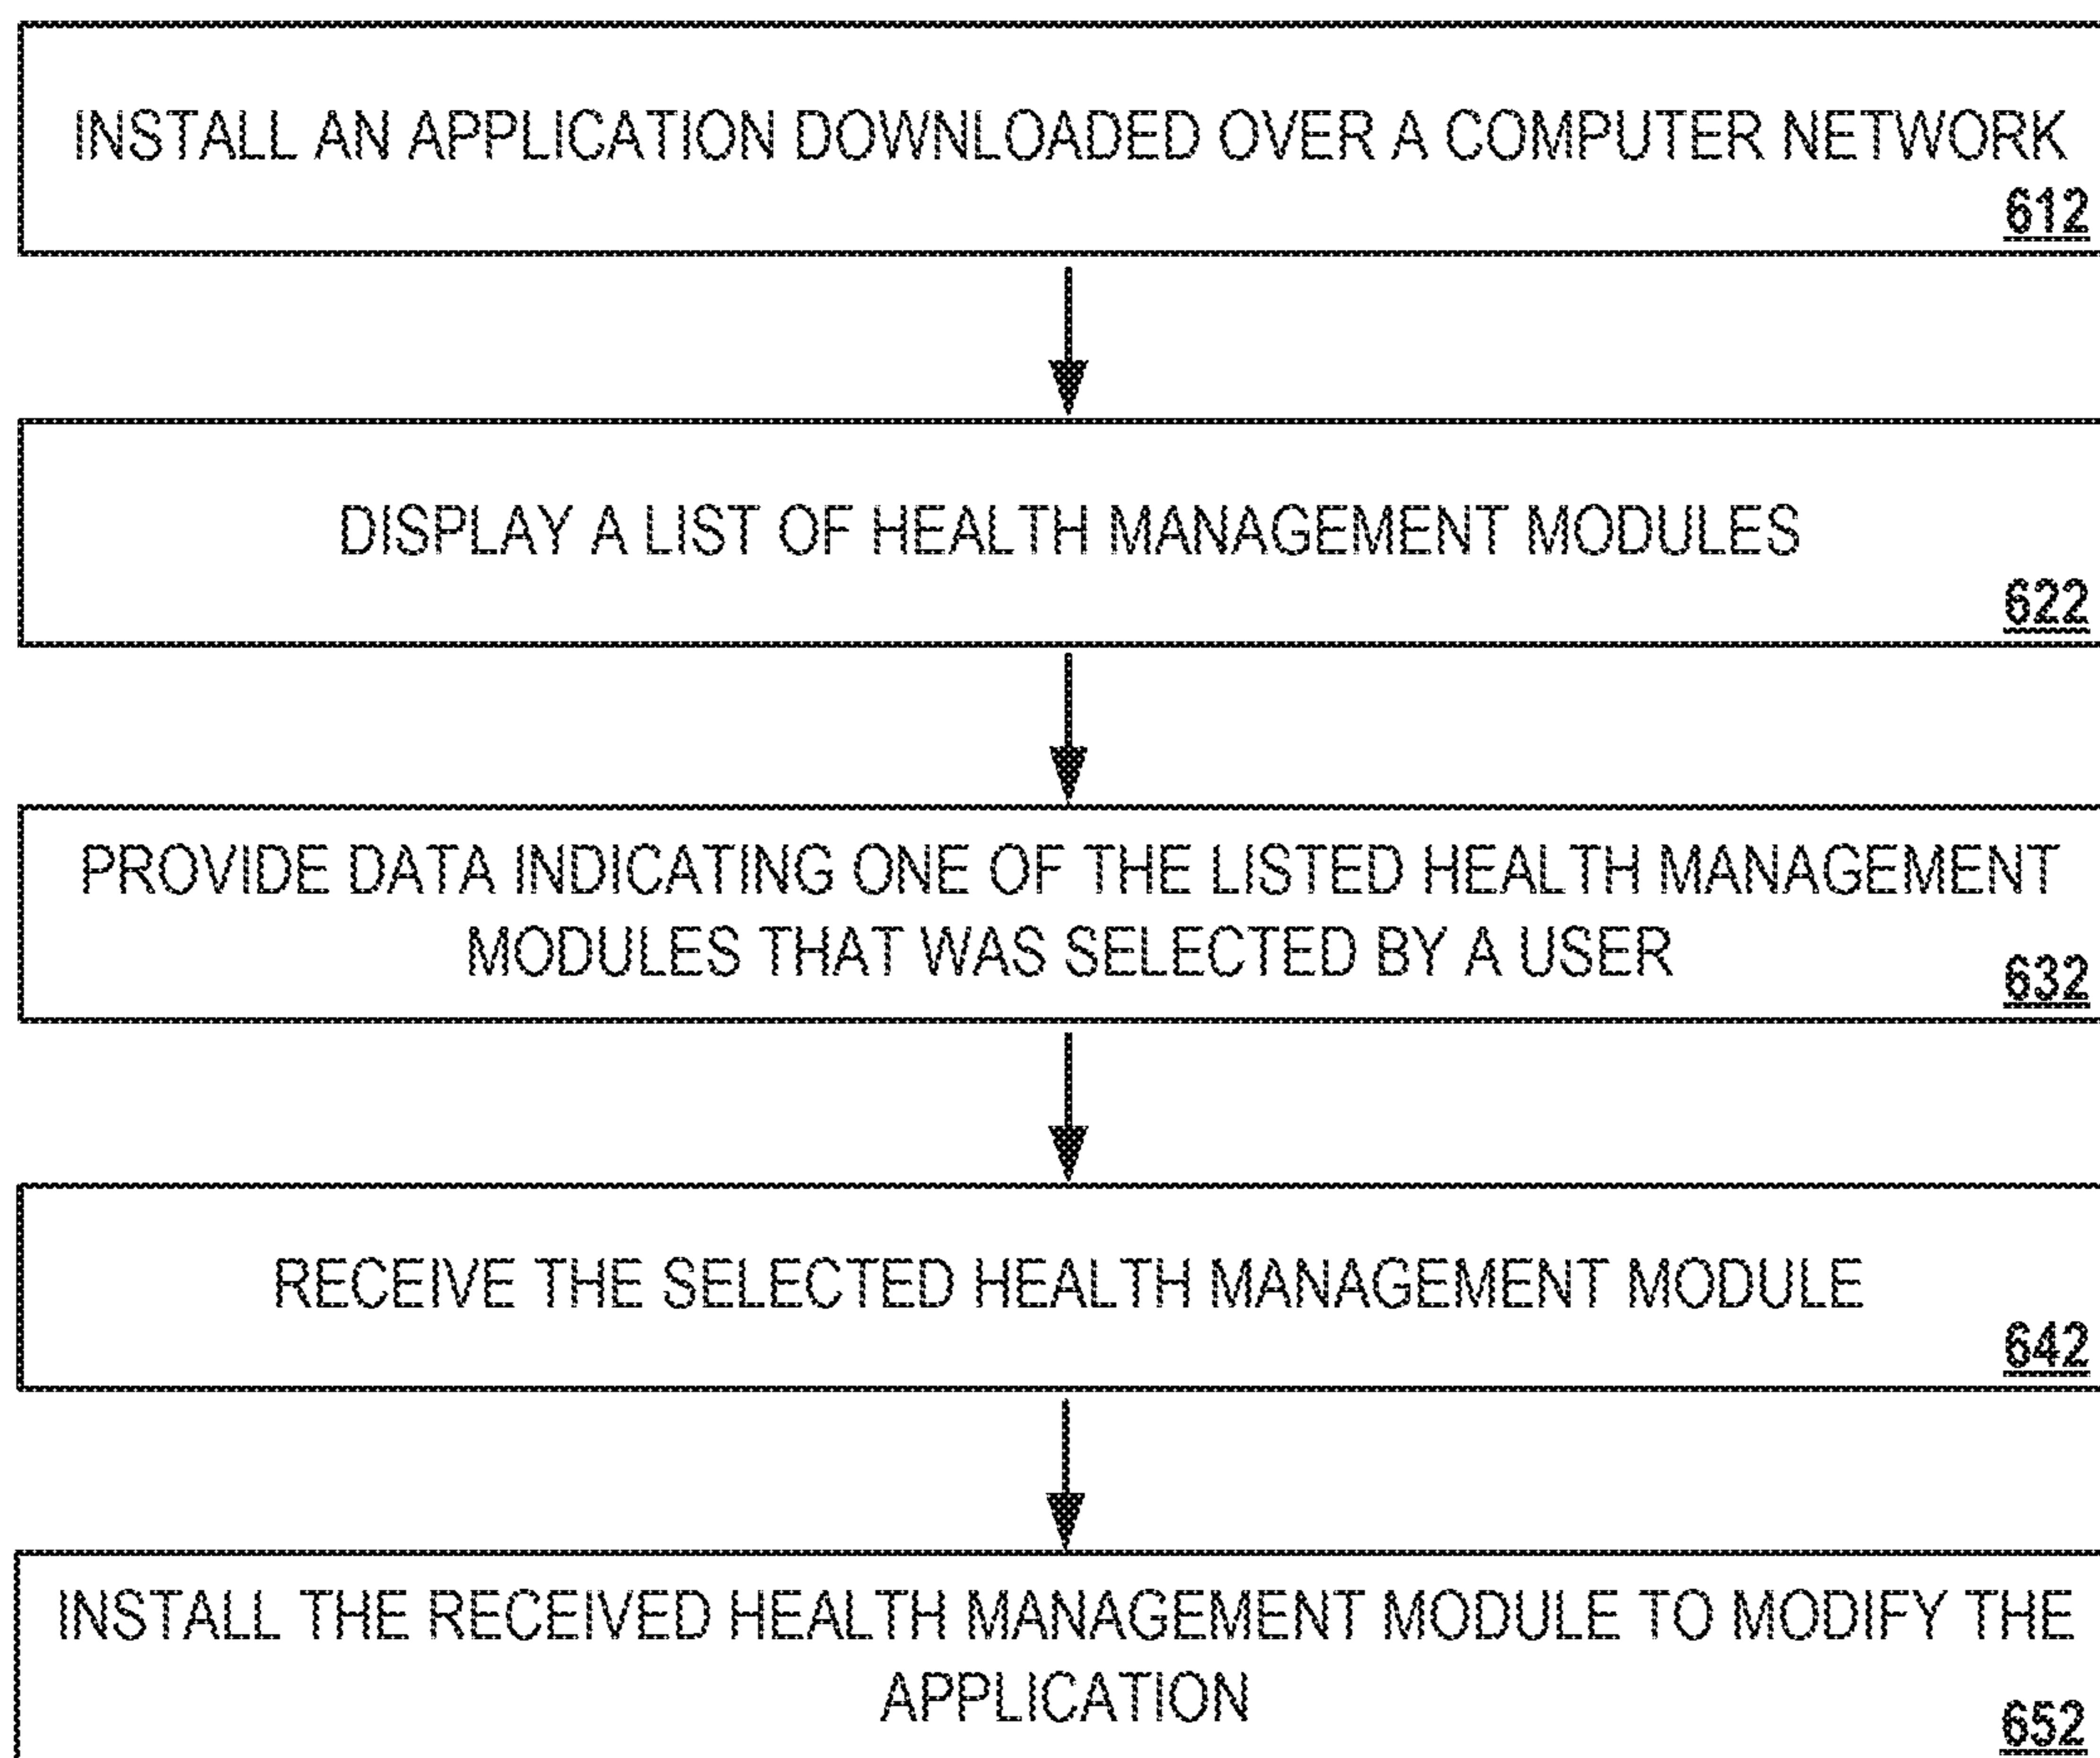 INSTALL AN APPLICATION DOWNLOADED OVER A COMPUTER NETWORK
612
DISPLAY A LIST OF HEALTH MANAGEMENT MODULES
622
PROVIDE DATA INDICATING ONE OF THE LISTED HEALTH MANAGEMENT
MODULES THAT WAS SELECTED BY A USER
632
RECEIVE THE SELECTED HEALTH MANAGEMENT MODULE
642
INSTALL THE RECEIVED HEALTH MANAGEMENT MODULE TO MODIFY THE
APPLICATION
652